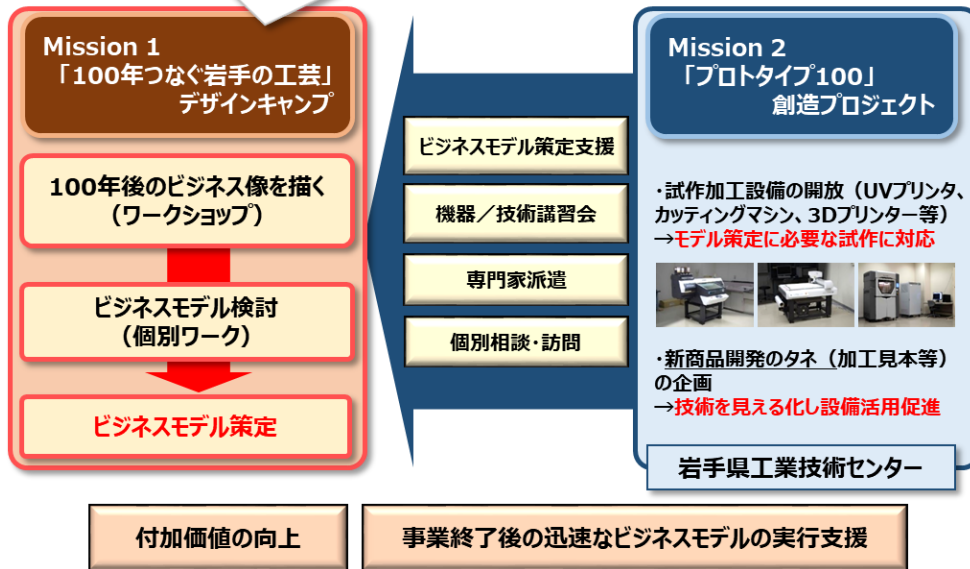 Mission 1
「100年つなぐ岩手の工芸」
デザインキャンプ
100年後のビジネス像を描く
(ワークショップ)
ビジネスモデル検討
(個別ワーク)
ビジネスモデル策定
ビジネスモデル策定支援
機器/技術講習会
専門家派遣
個別相談・訪問
Mission 2
「プロトタイプ100」
創造プロジェクト
・試作加工設備の開放(UVプリンタ、
カッティングマシン、3Dプリンター等)
→モデル策定に必要な試作に対応
・新商品開発のタネ(加工見本等)
の企画
→技術を見える化し設備活用促進
岩手県工業技術センター
付加価値の向上
事業終了後の迅速なビジネスモデルの実行支援